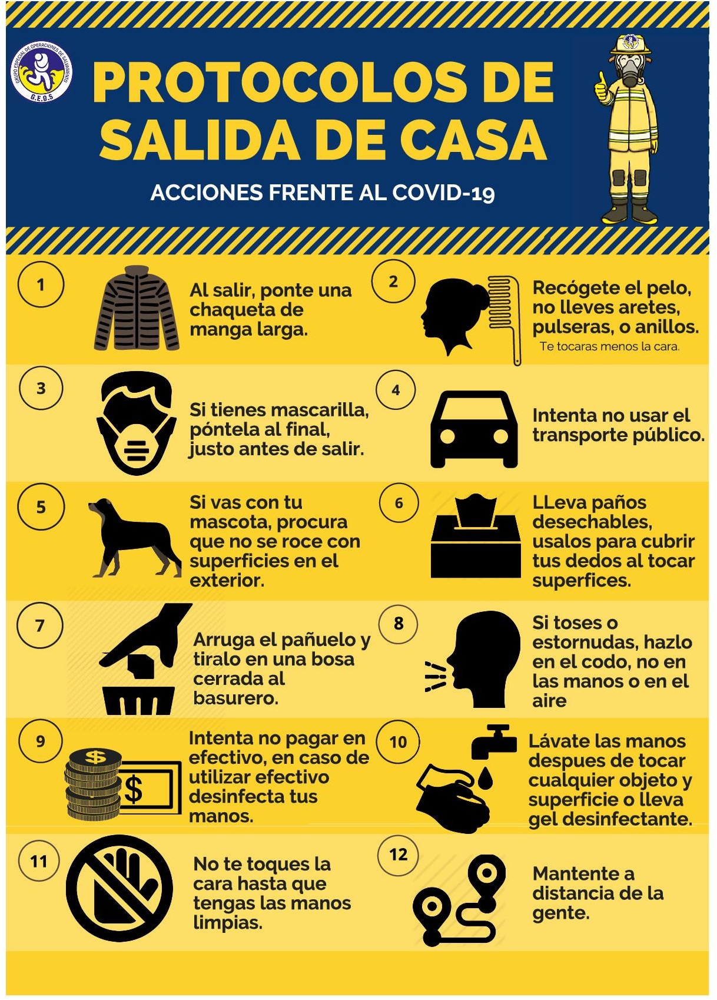 GRUPO ESPECIAL DE OPERACIONES DE SALVAMENTO
G.E.O.S
PROTOCOLOS DE
SALIDA DE CASA
ACCIONES FRENTE AL COVID-19
1
Al salir, ponte una
chaqueta de
manga larga.
2
Recógete el pelo,
no lleves aretes,
pulseras, o anillos.
Te tocaras menos la cara.
3
Si tienes mascarilla,
póntela al final,
justo antes de salir.
4
Intenta no usar el
transporte público.
5
Si vas con tu
mascota, procura
que no se roce con
superficies en el
exterior.
6
LLeva paños
desechables,
usalos para cubrir
tus dedos al tocar
superfices.
7
Arruga el pañuelo y
tiralo en una bosa
cerrada al
basurero.
8
Si toses o
estornudas, hazlo
en el codo, no en
las manos o en el
aire
9
$
$
Intenta no pagar en
efectivo, en caso de
utilizar efectivo
desinfecta tus
manos.
10
Lávate las manos
despues de tocar
cualquier objeto y
superficie o lleva
gel desinfectante.
11
No te toques la
cara hasta que
tengas las manos
limpias.
12
Mantente a
distancia de la
gente.